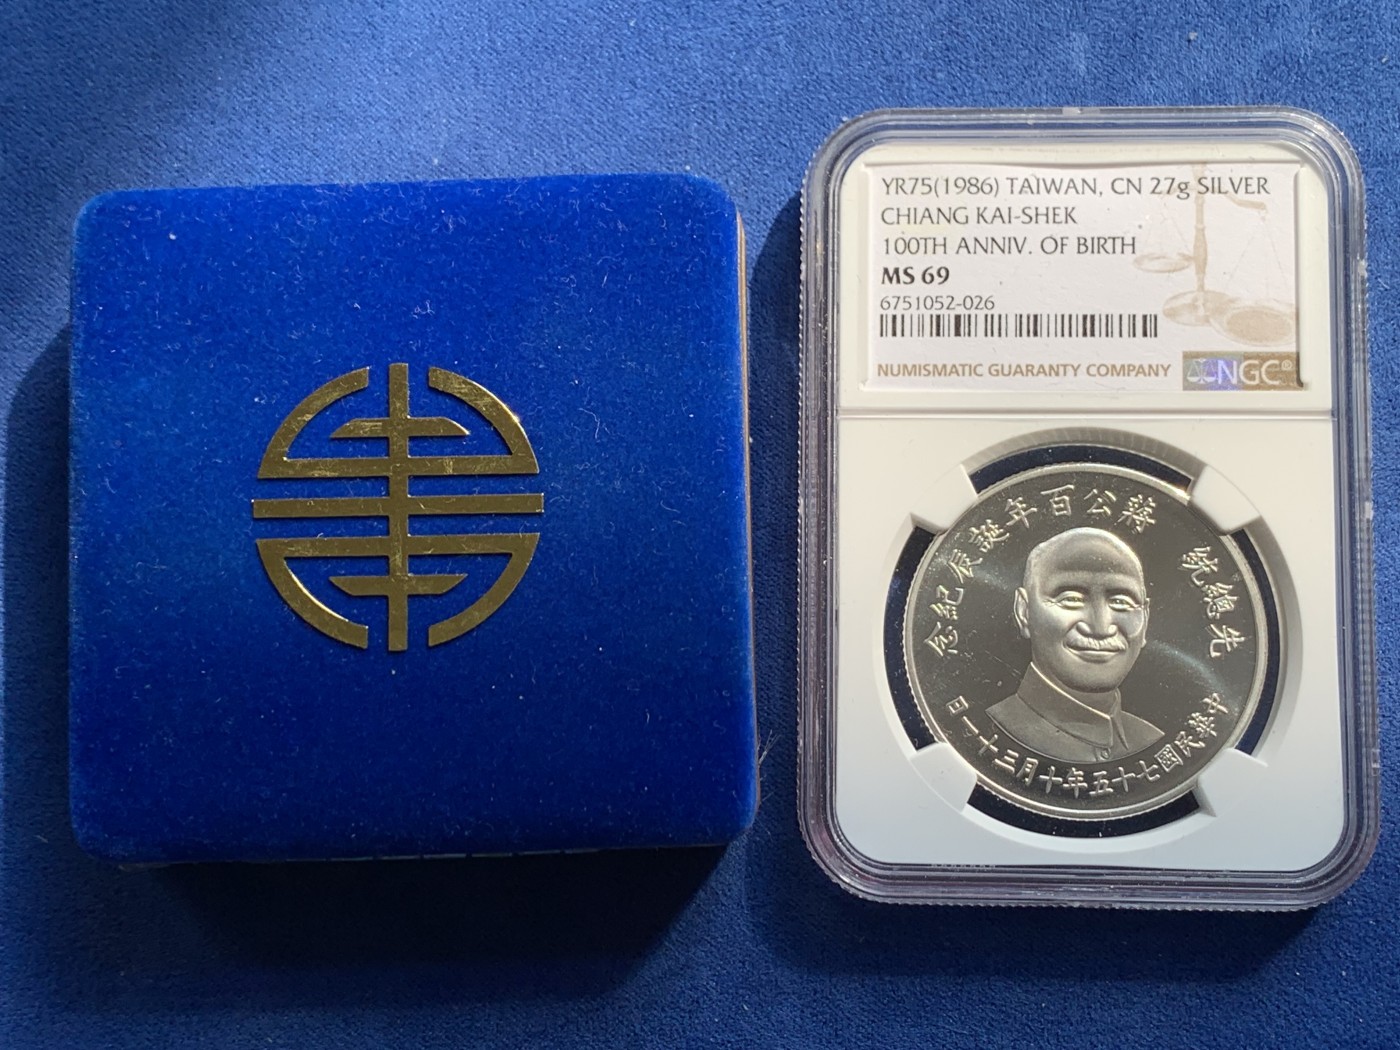 YR75(1986) TAIWAN, CN 27g SILVER
CHIANG KAI-SHEK
100TH ANNIV. OF BIRTH
MS 69
6751052-026
NUMISMATIC GUARANTY COMPANY
NGC®
先總統
蔣公百年誕辰紀念
中華民國七十五年十月三十一日